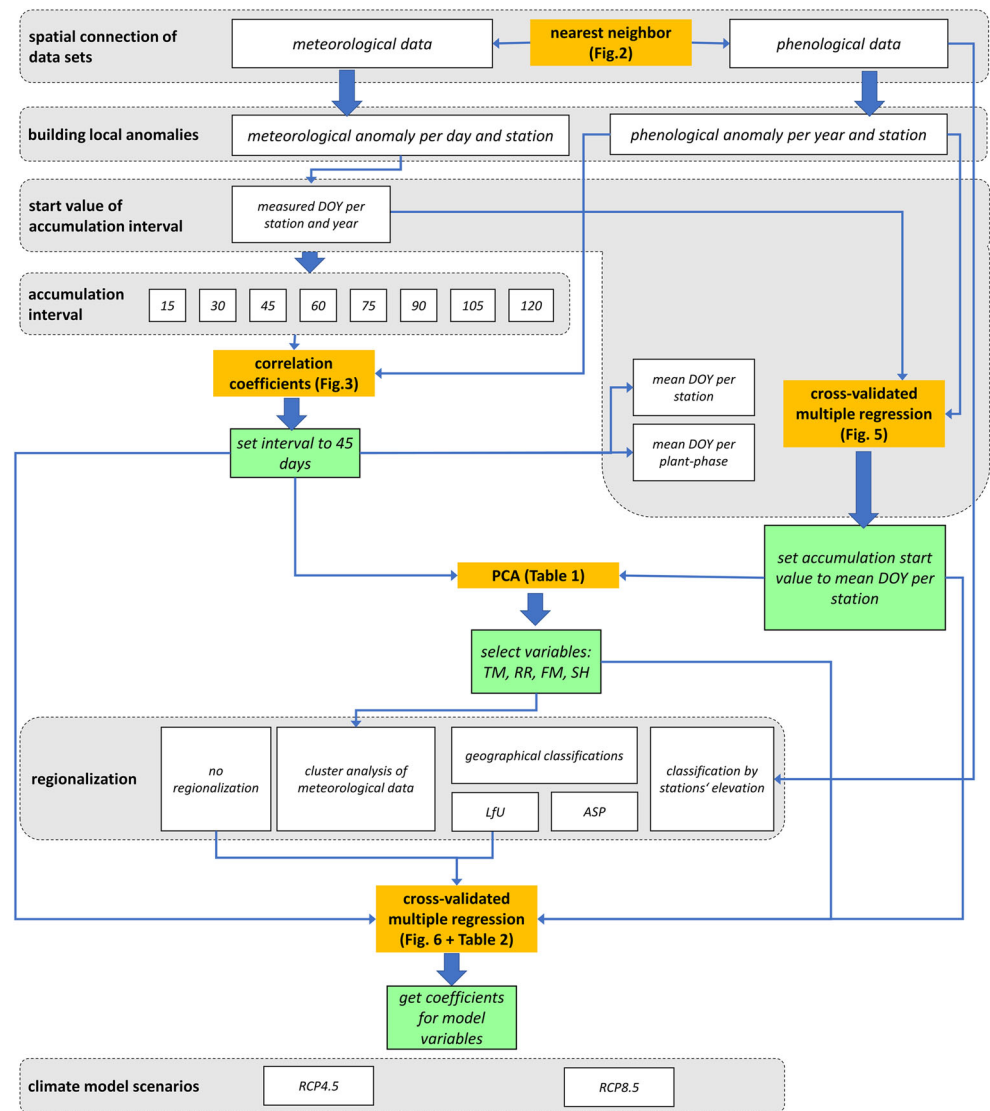 spatial connection of
data sets
meteorological data
nearest neighbor
(Fig.2)
phenological data
building local anomalies
meteorological anomaly per day and station
phenological anomaly per year and station
start value of
accumulation interval
measured DOY per
station and year
accumulation
interval
15
30
45
60
75
90
105
120
correlation
coefficients (Fig.3)
mean DOY per
station
cross-validated
multiple regression
(Fig. 5)
set interval to 45
days
mean DOY per
plant-phase
set accumulation start
value to mean DOY per
station
PCA (Table 1)
select variables:
TM, RR, FM, SH
regionalization
no
regionalization
cluster analysis of
meteorological data
geographical classifications
LfU
ASP
classification by
stations‘ elevation
cross-validated
multiple regression
(Fig. 6 + Table 2)
get coefficients
for model
variables
climate model scenarios
RCP4.5
RCP8.5